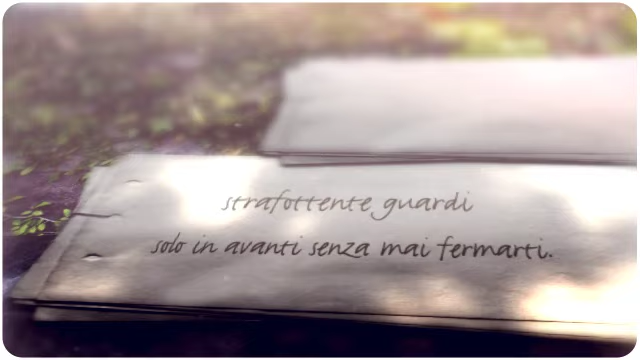 strafottente guardi
solo in avanti senza mai fermarti.